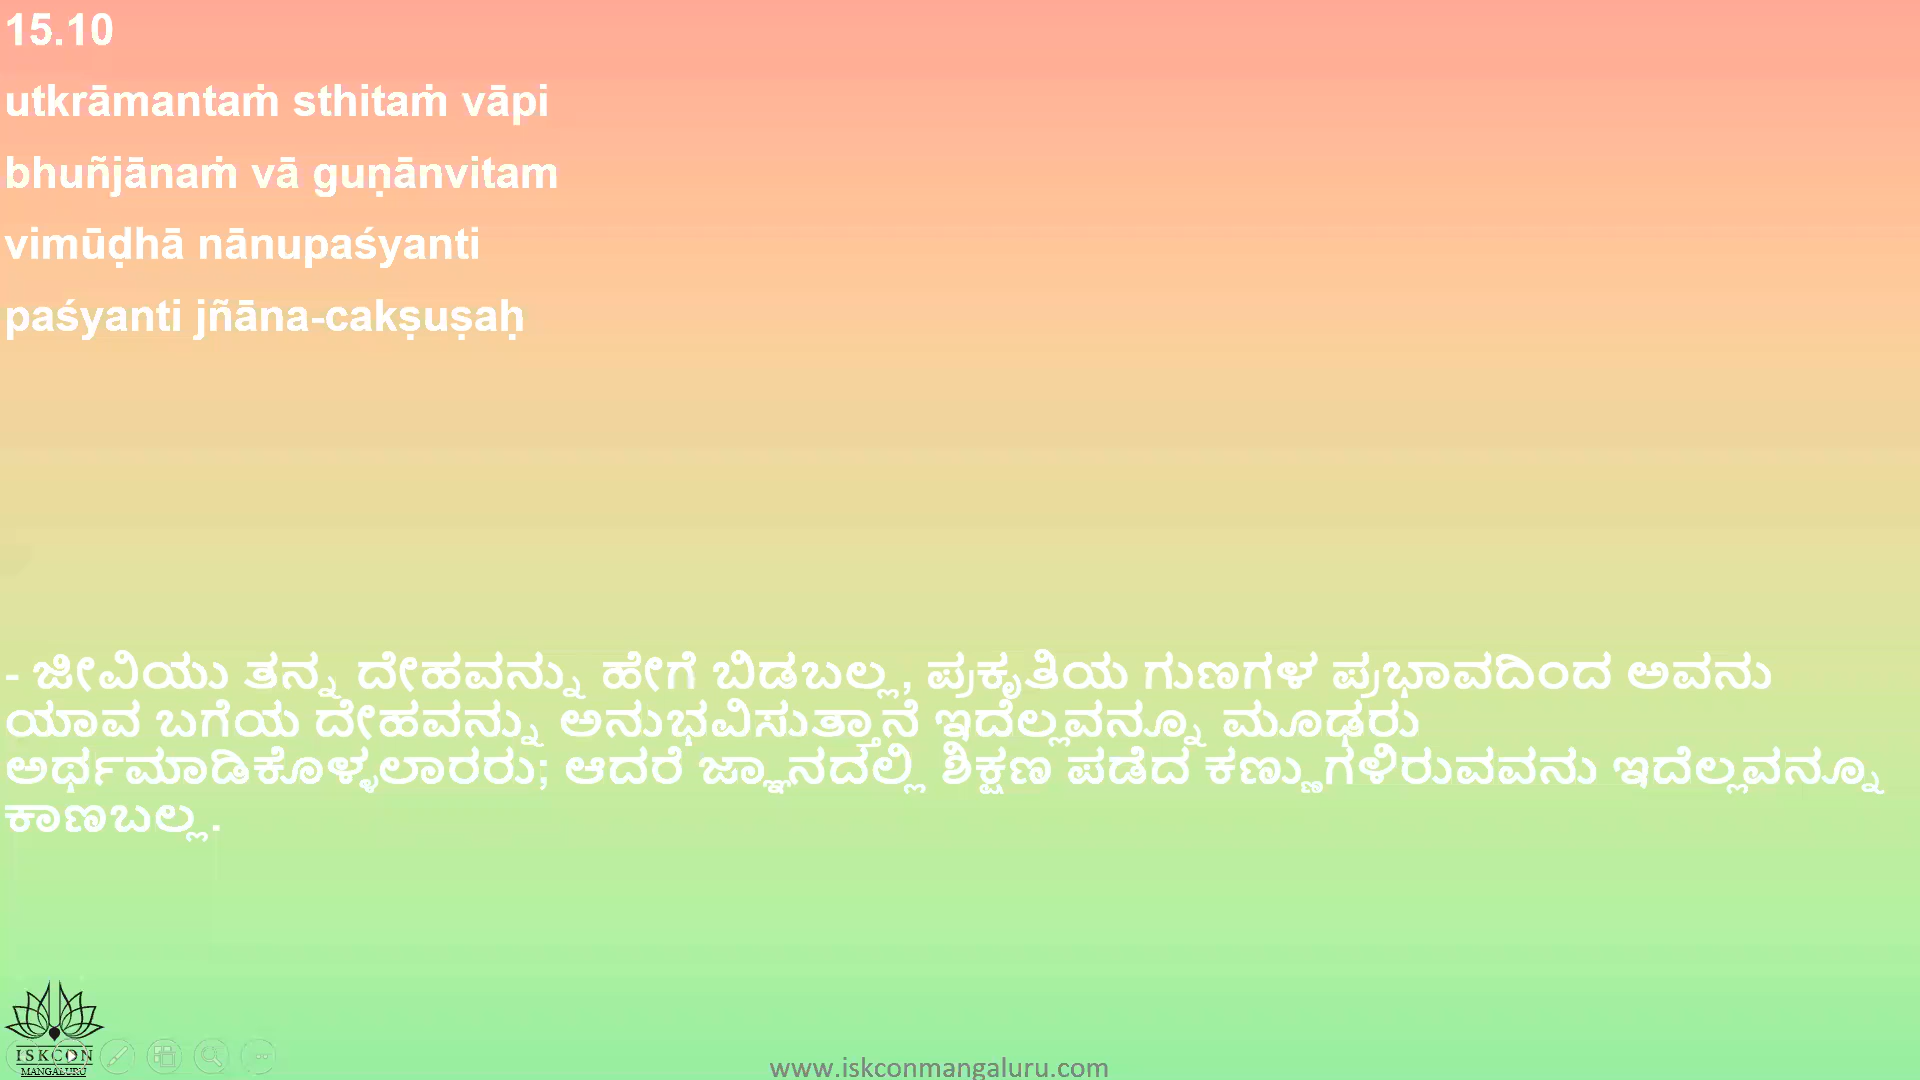 15.10
utkrāmantaṁ sthitaṁ vāpi
bhuñjānaṁ vā guṇānvitam
vimūḍhā nānupaśyanti
paśyanti jñāna-cakṣuṣaḥ
- ಜೀವಿಯು ತನ್ನ ದೇಹವನ್ನು ಹೇಗೆ ಬಿಡಬಲ್ಲ, ಪ್ರಕೃತಿಯ ಗುಣಗಳ ಪ್ರಭಾವದಿಂದ ಅವನು
ಯಾವ ಬಗೆಯ ದೇಹವನ್ನು ಅನುಭವಿಸುತ್ತಾನೆ ಇದೆಲ್ಲವನ್ನೂ ಮೂಢರು
ಅರ್ಥಮಾಡಿಕೊಳ್ಳಲಾರರು; ಆದರೆ ಜ್ಞಾನದಲ್ಲಿ ಶಿಕ್ಷಣ ಪಡೆದ ಕಣ್ಣುಗಳಿರುವವನು ಇದೆಲ್ಲವನ್ನೂ
ಕಾಣಬಲ್ಲ.
ISKCON
MANGALURU
www.iskconmangaluru.com